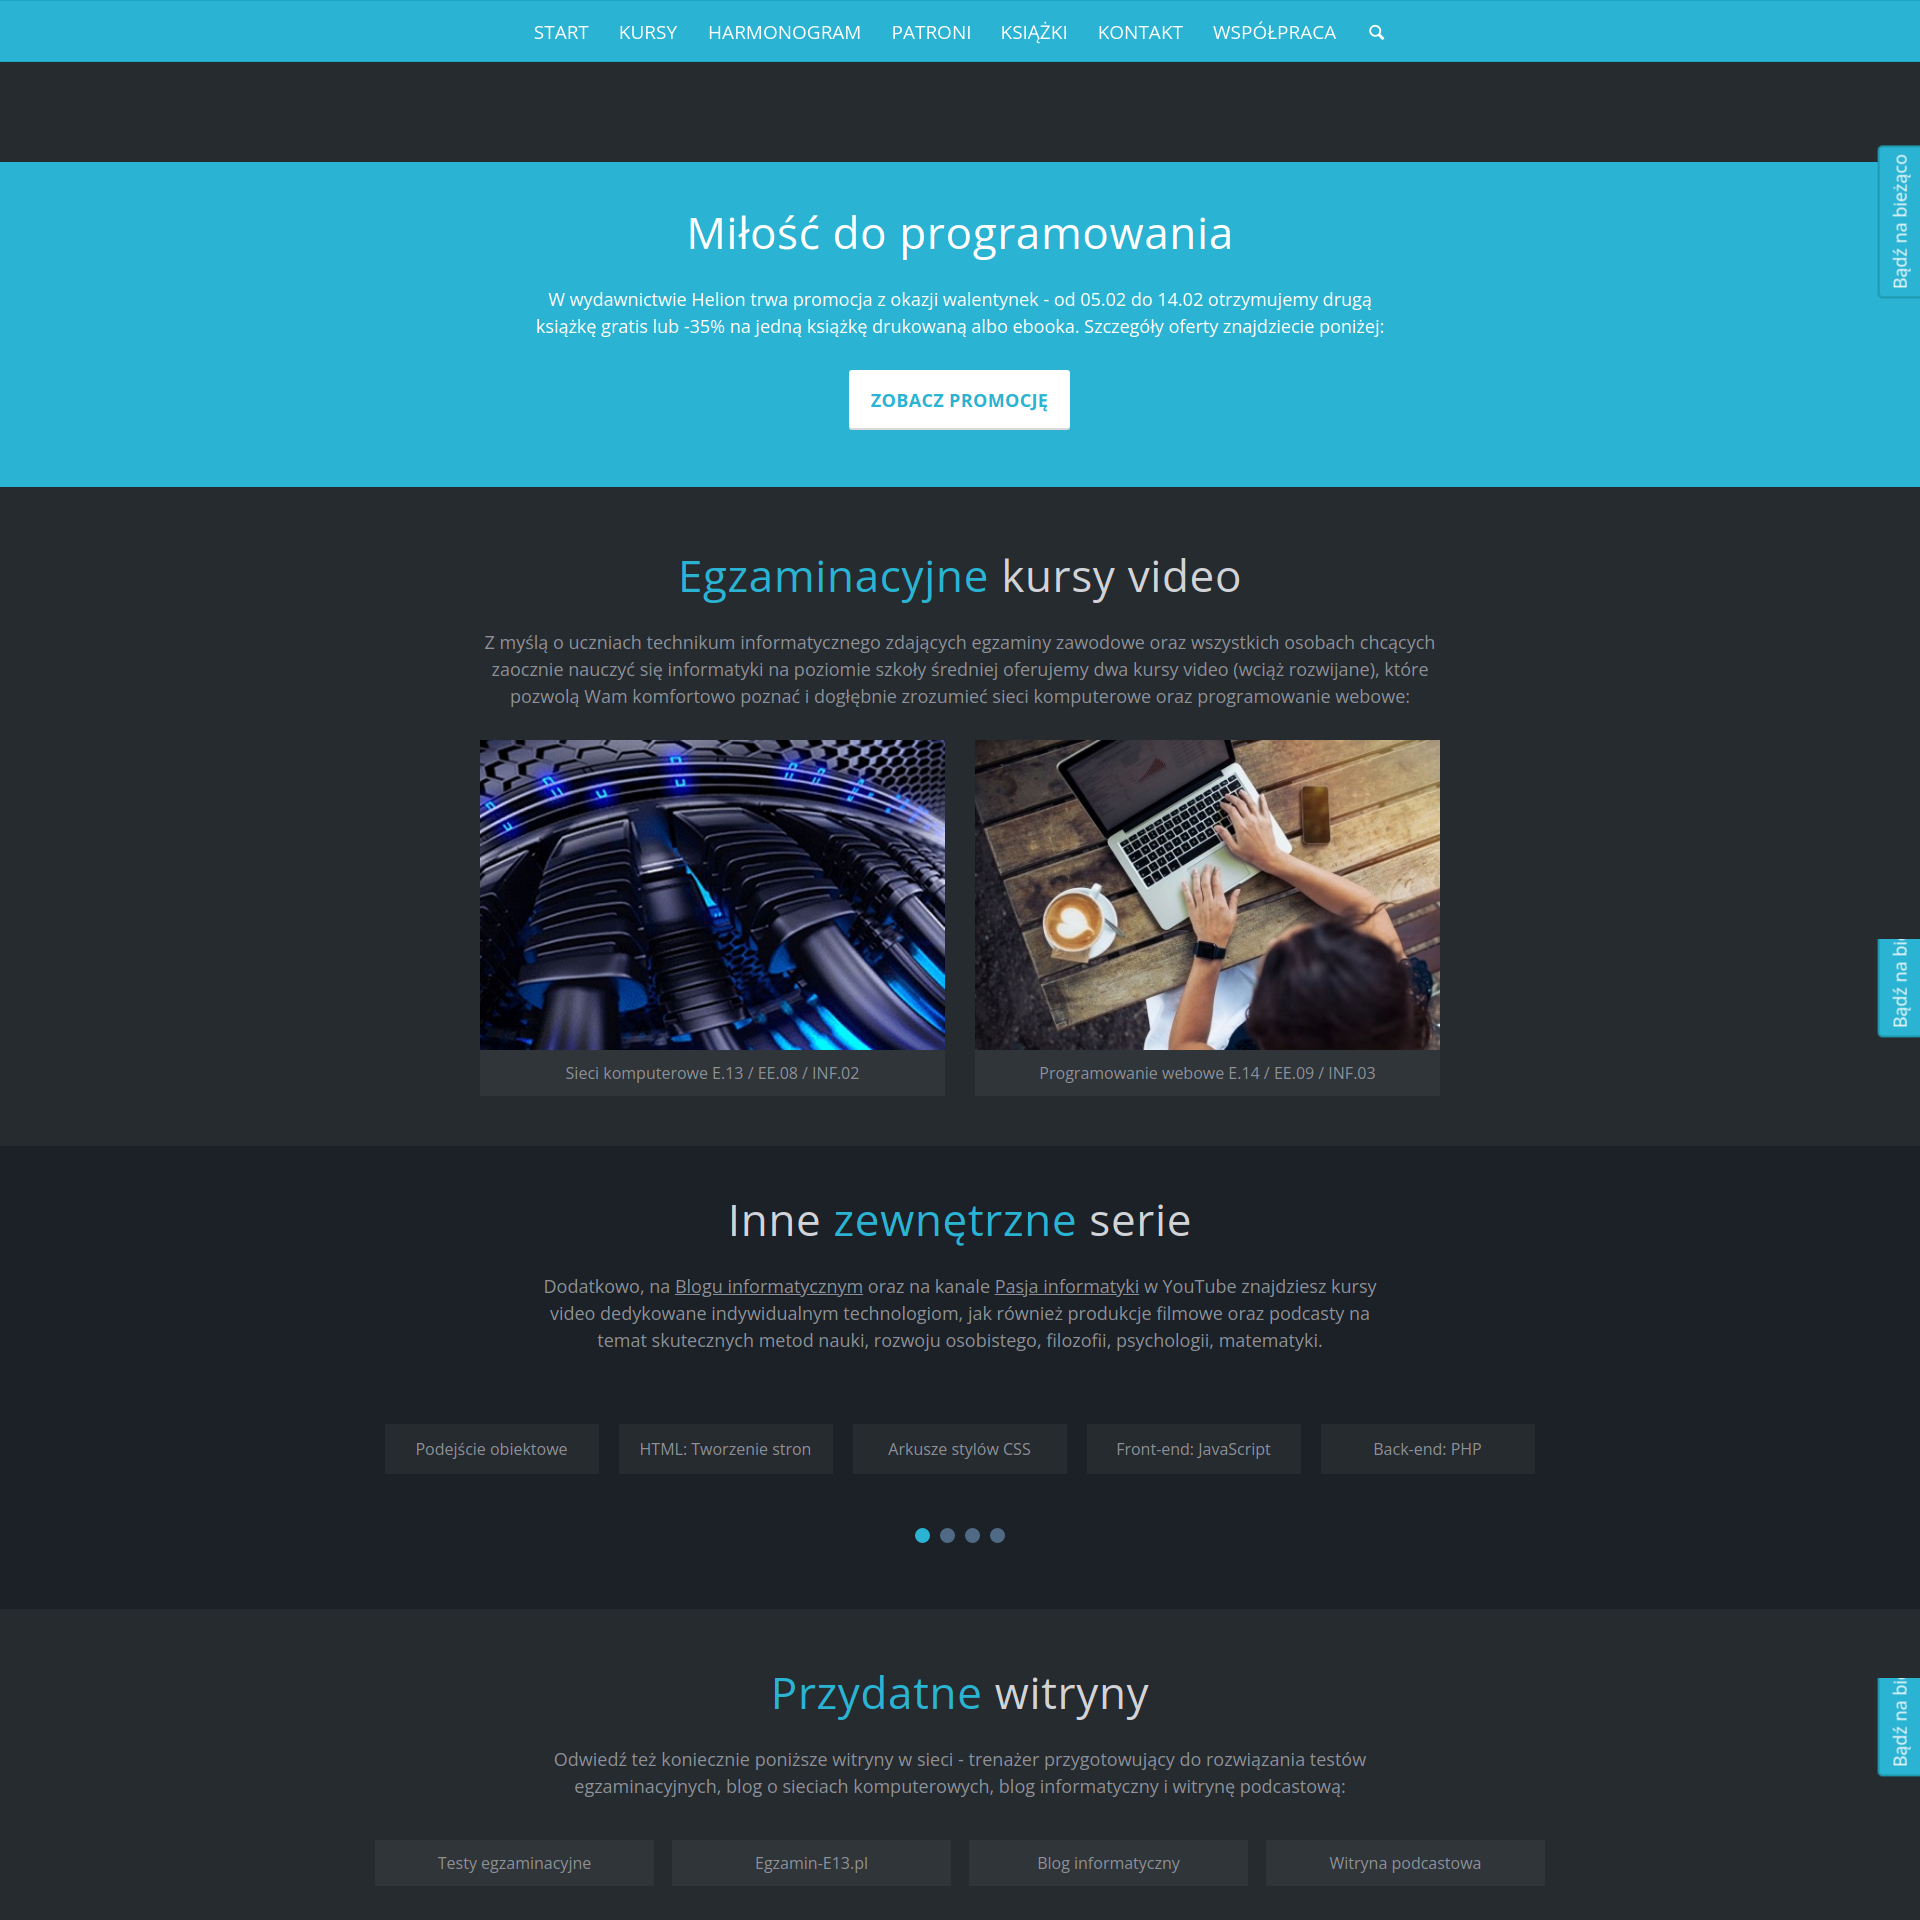 START KURSY HARMONOGRAM PATRONI KSIĄŻKI KONTAKT WSPÓŁPRACA
Bądź na bieżąco
Miłość do programowania
W wydawnictwie Helion trwa promocja z okazji walentynek - od 05.02 do 14.02 otrzymujemy drugą
książkę gratis lub -35% na jedną książkę drukowaną albo ebooka. Szczegóły oferty znajdziecie poniżej:
ZOBACZ PROMOCJĘ
Egzaminacyjne kursy video
Z myślą o uczniach technikum informatycznego zdających egzaminy zawodowe oraz wszystkich osobach chcących
zaocznie nauczyć się informatyki na poziomie szkoły średniej oferujemy dwa kursy video (wciąż rozwijane), które
pozwolą Wam komfortowo poznać i dogłębnie zrozumieć sieci komputerowe oraz programowanie webowe:
Bądź na bi
Sieci komputerowe E.13 / EE.08 / INF.02
Programowanie webowe E.14 / EE.09 / INF.03
Inne zewnętrzne serie
Dodatkowo, na Blogu informatycznym oraz na kanale Pasja informatyki w YouTube znajdziesz kursy
video dedykowane indywidualnym technologiom, jak również produkcje filmowe oraz podcasty na
temat skutecznych metod nauki, rozwoju osobistego, filozofii, psychologii, matematyki.
Podejście obiektowe
HTML: Tworzenie stron
Arkusze stylów CSS
Front-end: JavaScript
Back-end: PHP
Przydatne witryny
Bądź na bi
Odwiedź też koniecznie poniższe witryny w sieci - trenażer przygotowujący do rozwiązania testów
egzaminacyjnych, blog o sieciach komputerowych, blog informatyczny i witrynę podcastową:
Testy egzaminacyjne
Egzamin-E13.pl
Blog informatyczny
Witryna podcastowa